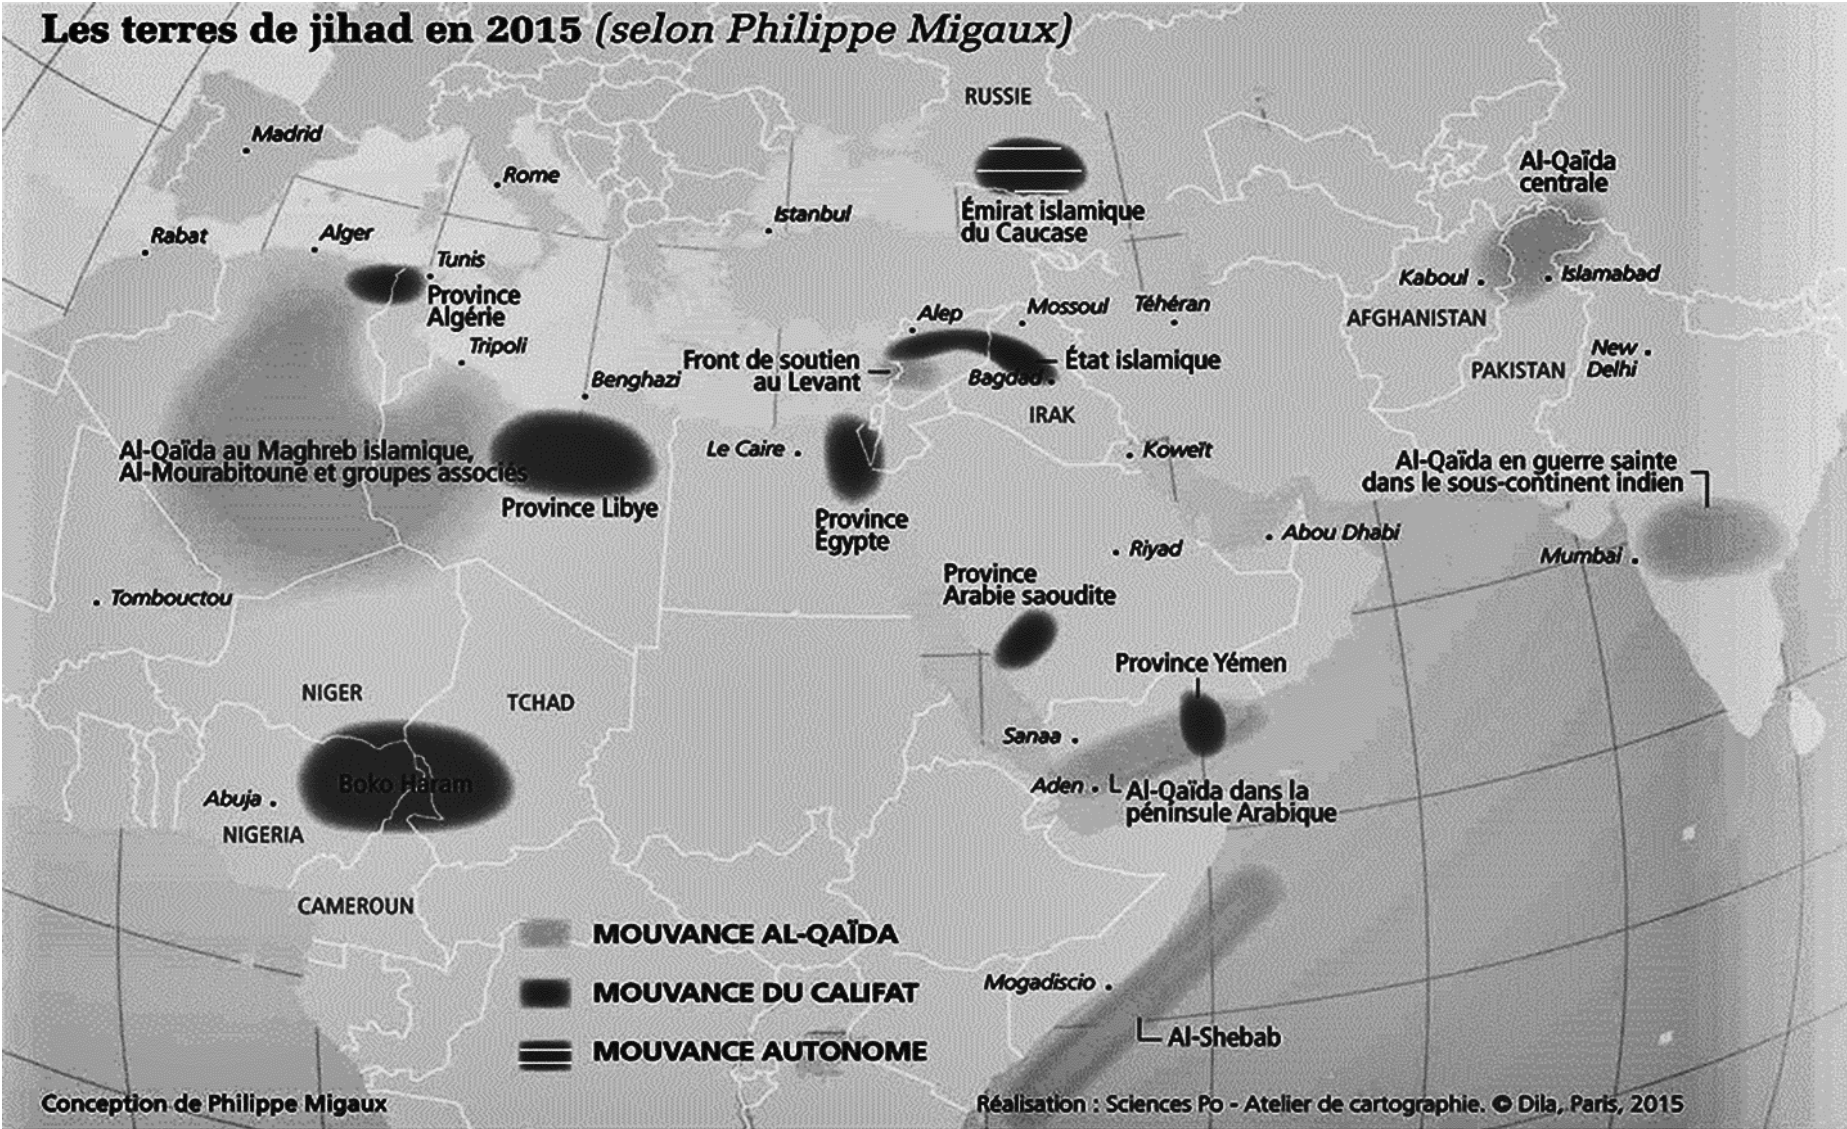 Les terres de jihad en 2015 (selon Philippe Migaux)
RUSSIE
Madrid
Rome
Al-Qaïda
centrale
Émirat islamique
du Caucase
Istanbul
Rabat
Alger
Tunis
Province
Algérie
Kaboul
Islamabad
Tripoli
Alep
Mossoul
Téhéran
AFGHANISTAN
Front de soutien
au Levant
État islamique
Bagdad
Benghazi
PAKISTAN
New
Delhi
IRAK
Al-Qaïda au Maghreb islamique,
Al-Mourabitoune et groupes associés
Le Caire
Koweït
Al-Qaïda en guerre sainte
dans le sous-continent indien
Province Libye
Province
Égypte
Riyad
Abou Dhabi
Mumbai
Province
Arabie saoudite
Tombouctou
Province Yémen
NIGER
TCHAD
Sanaa
Boko Haram
Aden
Al-Qaïda dans la
péninsule Arabique
Abuja
NIGERIA
CAMEROUN
MOUVANCE AL-QAÏDA
MOUVANCE DU CALIFAT
MOUVANCE AUTONOME
Mogadiscio
Al-Shebab
Conception de Philippe Migaux
Réalisation : Sciences Po - Atelier de cartographie. © Dila, Paris, 2015